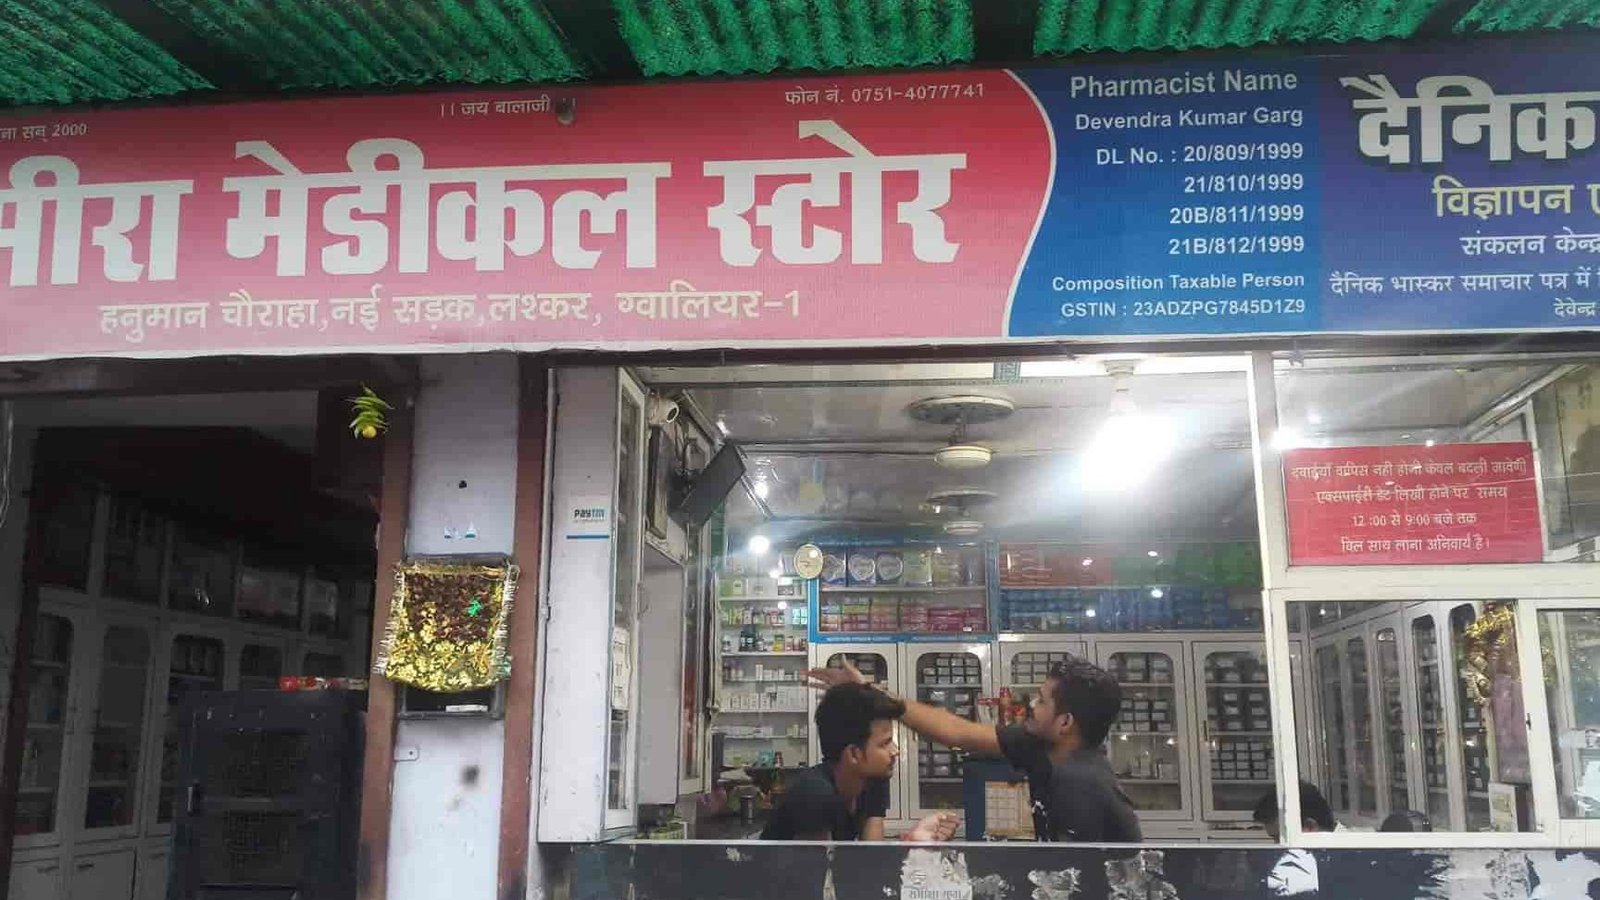 ना सन् 2000
।। जय बालाजी ।।
फोन नं. 0751-4077741
मीरा मेडीकल स्टोर
हनुमान चौराहा,नई सड़क,लश्कर, ग्वालियर-1
Pharmacist Name
Devendra Kumar Garg
DL No. : 20/809/1999
21/810/1999
20B/811/1999
21B/812/1999
Composition Taxable Person
GSTIN : 23ADZPG7845D1Z9
दैनिक
विज्ञापन
संकलन केन्द्र
दैनिक भास्कर समाचार पत्र में
देवेन्द्र
Paytm
दवाईयाँ वापिस नही होगी केवल बदली जावेगी
एक्सपाईरी डेट लिखी होने पर समय
12 :00 से 9:00 बजे तक
बिल साथ लाना अनिवार्य है।